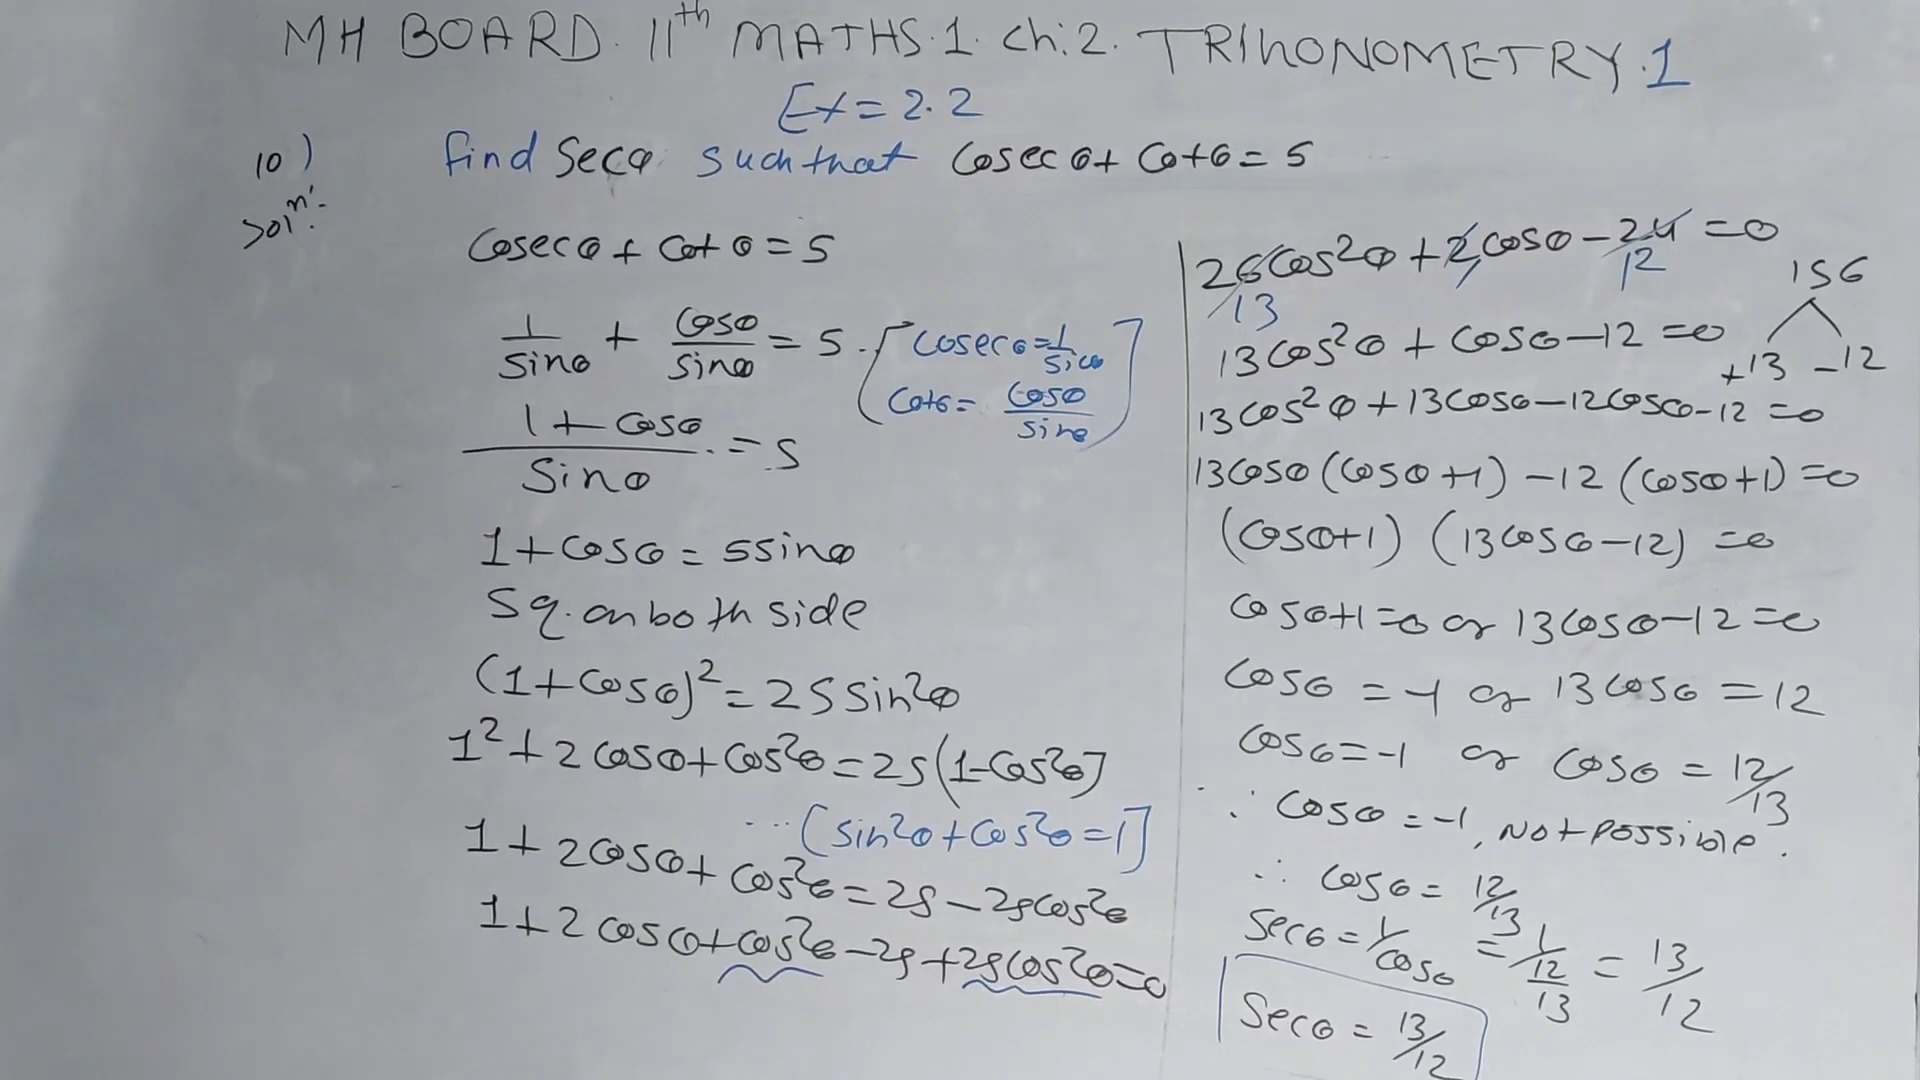 MH BOARD. 11th MATHS.1. Ch:2. TRIGONOMETRY.1
Ex = 2.2
10) find Secθ such that Cosecθ + Cotθ = 5
Solⁿ:-
Cosecθ + Cotθ = 5
1/sinθ + Cosθ/sinθ = 5 . [Cosecθ = 1/sinθ
Cotθ = Cosθ/sinθ]
1 + Cosθ/Sinθ . = 5
1 + Cosθ = 5sinθ
Sq. on both side
(1 + Cosθ)² = 25sin²θ
1² + 2Cosθ + Cos²θ = 25(1-Cos²θ]
... (sin²θ + Cos²θ = 1]
1 + 2Cosθ + Cos²θ = 25 - 25Cos²θ
1 + 2Cosθ + Cos²θ - 25 + 25Cos²θ = 0
26Cos²θ + 2Cosθ - 24 = 0
13 12
156
13Cos²θ + Cosθ - 12 = 0
+13 -12
13Cos²θ + 13Cosθ - 12Cosθ - 12 = 0
13Cosθ (Cosθ + 1) - 12 (Cosθ + 1) = 0
(Cosθ + 1) (13Cosθ - 12) = 0
Cosθ + 1 = 0 or 13Cosθ - 12 = 0
Cosθ = -1 or 13Cosθ = 12
Cosθ = -1 or Cosθ = 12/13
∵ Cosθ = -1, Not possible.
∴ Cosθ = 12/13
Secθ = 1/Cosθ = 1/12/13 = 13/12
Secθ = 13/12